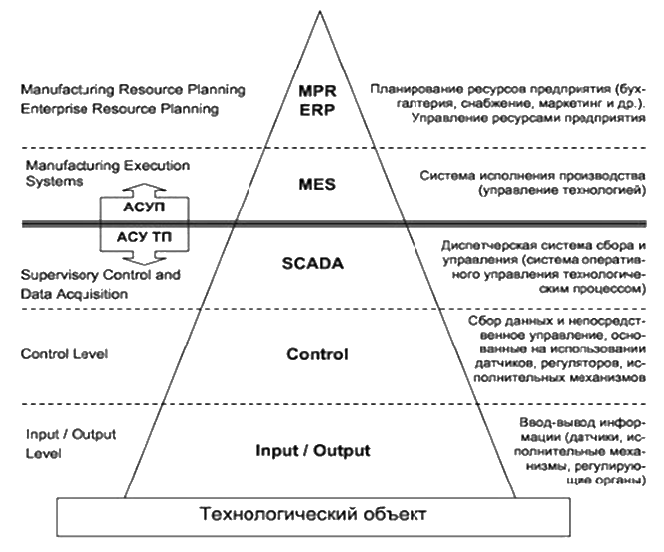 Manufacturing Resource Planning
Enterprise Resource Planning
MPR
ERP
Планирование ресурсов предприятия (бух-
галтерия, снабжение, маркетинг и др.).
Управление ресурсами предприятия
Manufacturing Execution
Systems
MES
Система исполнения производства
(управление технологией)
АСУП
АСУ ТП
Supervisory Control and
Data Acquisition
SCADA
Диспетчерская система сбора и
управления (система оператив-
ного управления технологиче-
ским процессом)
Control Level
Control
Сбор данных и непосредст-
венное управление, осно-
ванные на использовании
датчиков, регуляторов, ис-
полнительных механизмов
Input / Output
Level
Input / Output
Ввод-вывод инфор-
мации (датчики, ис-
полнительные меха-
низмы, регулирую-
щие органы)
Технологический объект